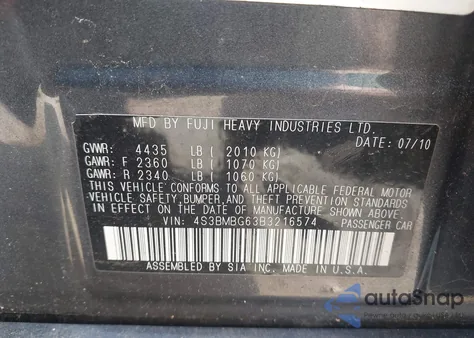 MFD BY FUJI HEAVY INDUSTRIES LTD.
DATE: 07/10
GVWR: 4435 LB ( 2010 KG)
GAWR: F 2360 LB ( 1070 KG)
GAWR: R 2340 LB ( 1060 KG)
THIS VEHICLE CONFORMS TO ALL APPLICABLE FEDERAL MOTOR
VEHICLE SAFETY, BUMPER, AND THEFT PREVENTION STANDARDS
IN EFFECT ON THE DATE OF MANUFACTURE SHOWN ABOVE.
VIN: 4S3BMBG63B3216574 PASSENGER CAR
ASSEMBLED BY SIA INC. MADE IN U.S.A.
autoSnap
www.autosnap.io